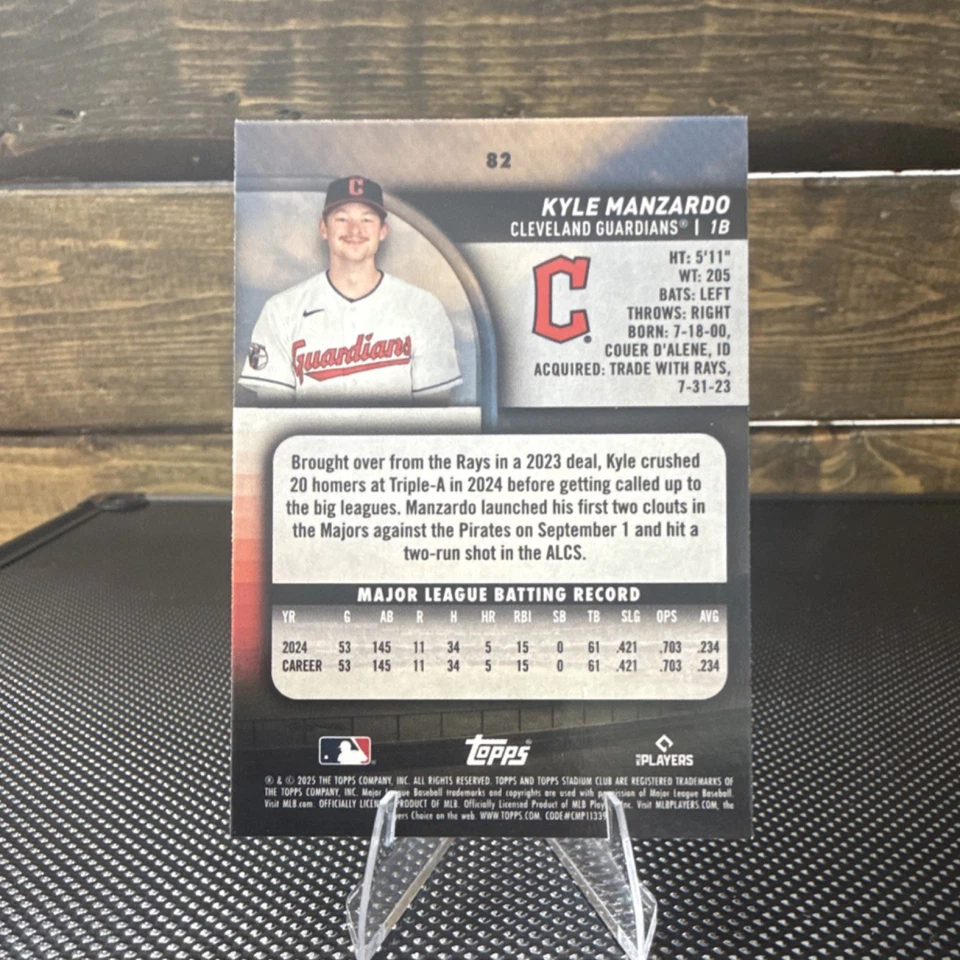 82
KYLE MANZARDO
CLEVELAND GUARDIANS® | 1B
C
C
HT: 5'11"
WT: 205
BATS: LEFT
THROWS: RIGHT
BORN: 7-18-00,
COUER D'ALENE, ID
ACQUIRED: TRADE WITH RAYS,
7-31-23
Guardians
Brought over from the Rays in a 2023 deal, Kyle crushed
20 homers at Triple-A in 2024 before getting called up to
the big leagues. Manzardo launched his first two clouts in
the Majors against the Pirates on September 1 and hit a
two-run shot in the ALCS.
MAJOR LEAGUE BATTING RECORD
YR G AB R H HR RBI SB TB SLG OPS AVG
2024 53 145 11 34 5 15 0 61 .421 .703 .234
CAREER 53 145 11 34 5 15 0 61 .421 .703 .234
topps
PLAYERS
® & © 2025 THE TOPPS COMPANY, INC. ALL RIGHTS RESERVED. TOPPS AND TOPPS STADIUM CLUB ARE REGISTERED TRADEMARKS OF
THE TOPPS COMPANY, INC. Major League Baseball trademarks and copyrights are used with permission of Major League Baseball.
Visit MLB.com. OFFICIALLY LICEN PRODUCT OF MLB. Officially Licensed Product of MLB Play nc. Visit MLBPLAYERS.COM, the
yers Choice on the web. WWW.TOPPS.COM. CODE#CMP11339